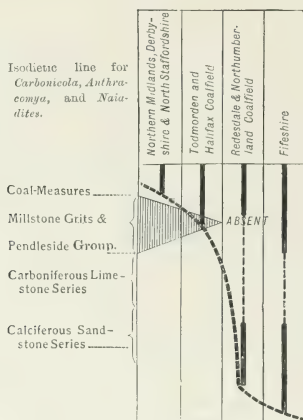 Isodietic line for
Carbonicola, Anthra-
comya, and Naia-
dites.
Northern Midlands, Derby-
shire & North Staffordshire
Todmorden and
Halifax Coalfield
Redesdale & Northumber-
land Coalfield
Fifeshire
Coal-Measures
Millstone Grits &
Pendleside Group.
ABSENT
Carboniferous Lime-
stone Series
Calciferous Sand-
stone Series